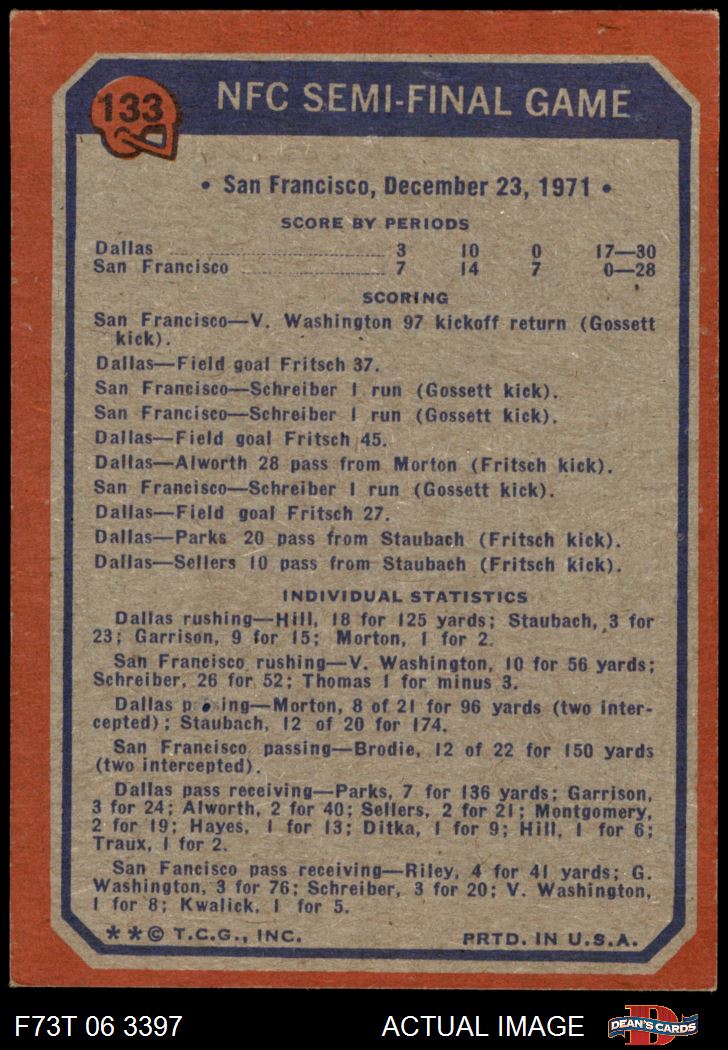 133
NFC SEMI-FINAL GAME
• San Francisco, December 23, 1971 •
SCORE BY PERIODS
Dallas 3 10 0 17—30
San Francisco 7 14 7 0—28
SCORING
San Francisco—V. Washington 97 kickoff return (Gossett
kick).
Dallas—Field goal Fritsch 37.
San Francisco—Schreiber 1 run (Gossett kick).
San Francisco—Schreiber 1 run (Gossett kick).
Dallas—Field goal Fritsch 45.
Dallas—Alworth 28 pass from Morton (Fritsch kick).
San Francisco—Schreiber 1 run (Gossett kick).
Dallas—Field goal Fritsch 27.
Dallas—Parks 20 pass from Staubach (Fritsch kick).
Dallas—Sellers 10 pass from Staubach (Fritsch kick).
INDIVIDUAL STATISTICS
Dallas rushing—Hill, 18 for 125 yards; Staubach, 3 for
23; Garrison, 9 for 15; Morton, 1 for 2.
San Francisco rushing—V. Washington, 10 for 56 yards;
Schreiber, 26 for 52; Thomas 1 for minus 3.
Dallas p ing—Morton, 8 of 21 for 96 yards (two inter-
cepted); Staubach, 12 of 20 for 174.
San Francisco passing—Brodie, 12 of 22 for 150 yards
(two intercepted).
Dallas pass receiving—Parks, 7 for 136 yards; Garrison,
3 for 24; Alworth, 2 for 40; Sellers, 2 for 21; Montgomery,
2 for 19; Hayes, 1 for 13; Ditka, 1 for 9; Hill, 1 for 6;
Traux, 1 for 2.
San Fancisco pass receiving—Riley, 4 for 41 yards; G.
Washington, 3 for 76; Schreiber, 3 for 20; V. Washington,
1 for 8; Kwalick, 1 for 5.
* * © T.C.G., INC. PRTD. IN U.S.A.
F73T 06 3397 ACTUAL IMAGE DEAN'S CARDS